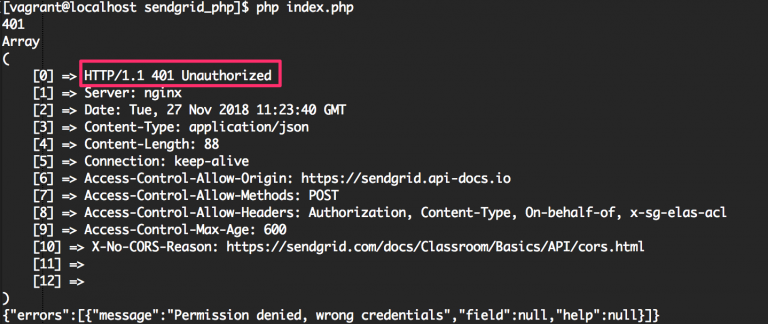 [vagrant@localhost sendgrid_php]$ php index.php
401
Array
(
[0] => HTTP/1.1 401 Unauthorized
[1] => Server: nginx
[2] => Date: Tue, 27 Nov 2018 11:23:40 GMT
[3] => Content-Type: application/json
[4] => Content-Length: 88
[5] => Connection: keep-alive
[6] => Access-Control-Allow-Origin: https://sendgrid.api-docs.io
[7] => Access-Control-Allow-Methods: POST
[8] => Access-Control-Allow-Headers: Authorization, Content-Type, On-behalf-of, x-sg-elas-acl
[9] => Access-Control-Max-Age: 600
[10] => X-No-CORS-Reason: https://sendgrid.com/docs/Classroom/Basics/API/cors.html
[11] =>
[12] =>
)
{"errors":[{"message":"Permission denied, wrong credentials","field":null,"help":null}]}